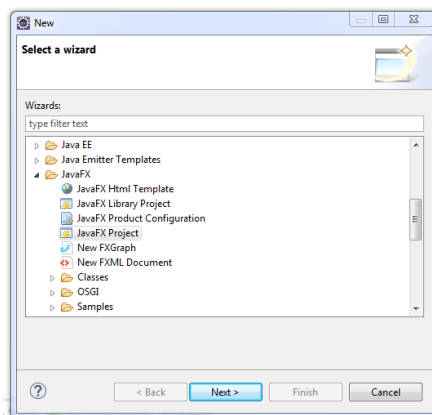 New
Select a wizard
Wizards:
type filter text
Java EE
Java Emitter Templates
JavaFX
JavaFX Html Template
JavaFX Library Project
JavaFX Product Configuration
JavaFX Project
New FXGraph
New FXML Document
Classes
OSGI
Samples
? < Back Next > Finish Cancel